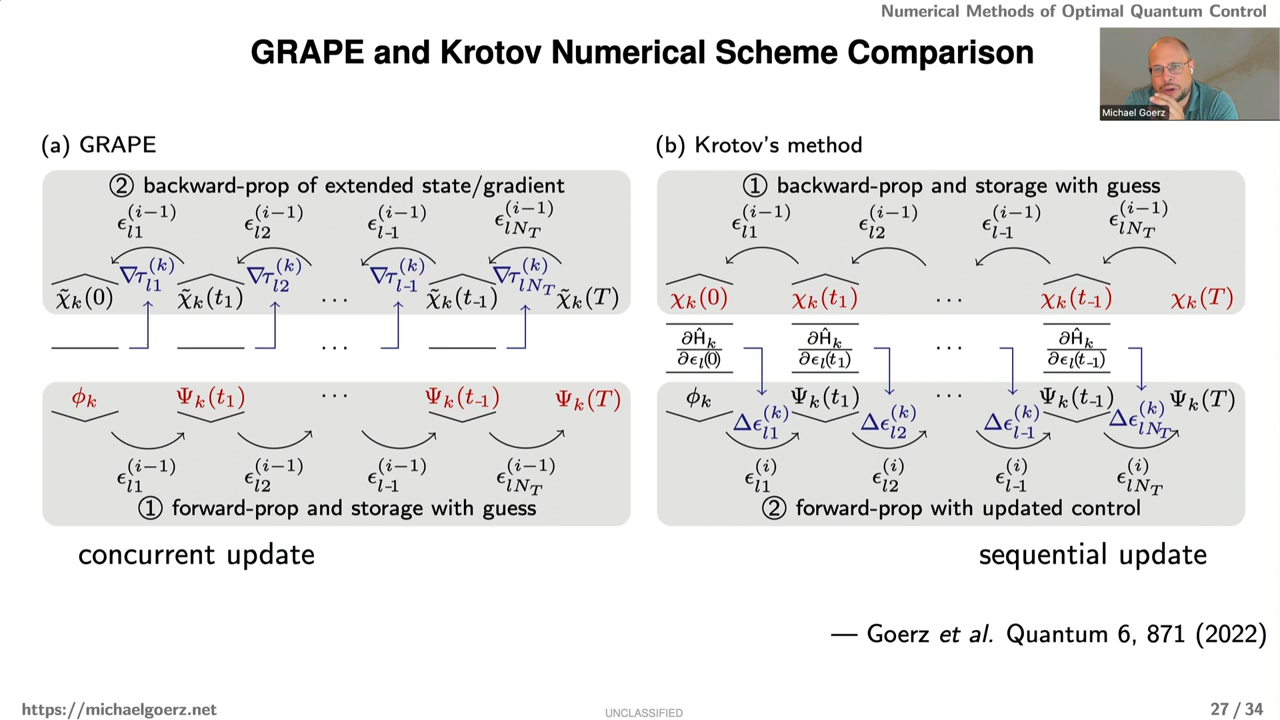 Numerical Methods of Optimal Quantum Control
GRAPE and Krotov Numerical Scheme Comparison
Michael Goerz
(a) GRAPE
② backward-prop of extended state/gradient
ϵ_{l1}^{(i−1)} ϵ_{l2}^{(i−1)} ϵ_{l-1}^{(i−1)} ϵ_{lN_T}^{(i−1)}
∇τ_{l1}^{(k)} ∇τ_{l2}^{(k)} ∇τ_{l-1}^{(k)} ∇τ_{lN_T}^{(k)}
χ̃_k(0) χ̃_k(t_1) ... χ̃_k(t_{-1}) χ̃_k(T)
...
ϕ_k Ψ_k(t_1) ... Ψ_k(t_{-1}) Ψ_k(T)
ϵ_{l1}^{(i−1)} ϵ_{l2}^{(i−1)} ϵ_{l-1}^{(i−1)} ϵ_{lN_T}^{(i−1)}
① forward-prop and storage with guess
concurrent update
(b) Krotov's method
① backward-prop and storage with guess
ϵ_{l1}^{(i−1)} ϵ_{l2}^{(i−1)} ϵ_{l-1}^{(i−1)} ϵ_{lN_T}^{(i−1)}
χ_k(0) χ_k(t_1) ... χ_k(t_{-1}) χ_k(T)
∂Ĥ_k/∂ϵ_l(0) ∂Ĥ_k/∂ϵ_l(t_1) ... ∂Ĥ_k/∂ϵ_l(t_{-1})
ϕ_k Ψ_k(t_1) ... Ψ_k(t_{-1}) Ψ_k(T)
Δϵ_{l1}^{(k)} Δϵ_{l2}^{(k)} Δϵ_{l-1}^{(k)} Δϵ_{lN_T}^{(k)}
ϵ_{l1}^{(i)} ϵ_{l2}^{(i)} ϵ_{l-1}^{(i)} ϵ_{lN_T}^{(i)}
② forward-prop with updated control
sequential update
— Goerz et al. Quantum 6, 871 (2022)
https://michaelgoerz.net
UNCLASSIFIED
27 / 34